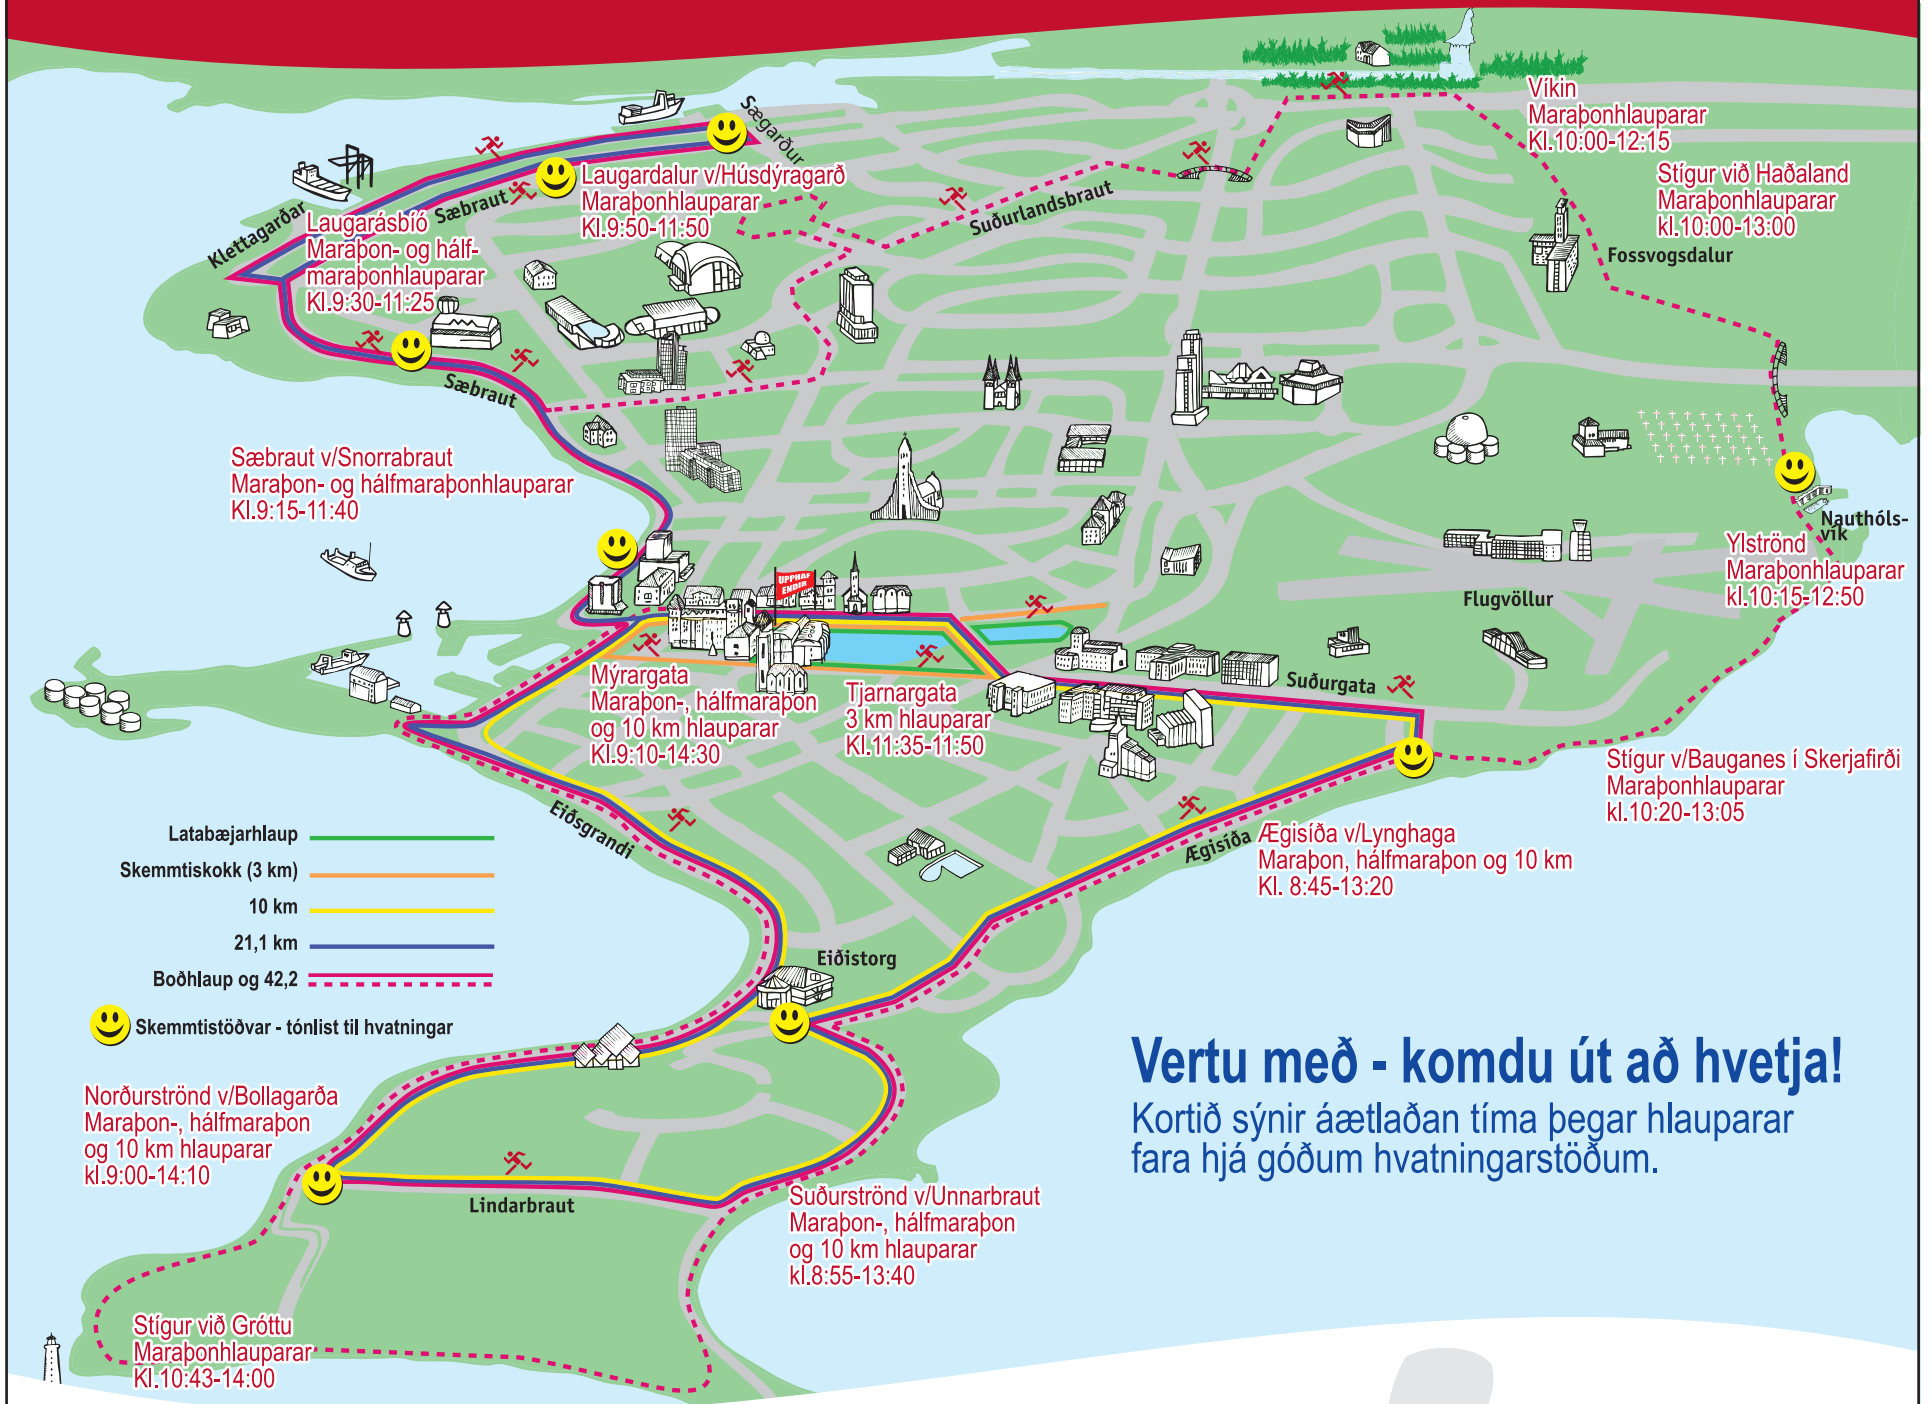 Sægarður
Víkin
Maraþonhlauparar
Kl.10:00-12:15
Laugardalur v/Húsdýragarð
Maraþonhlauparar
Kl.9:50-11:50
Stígur við Haðaland
Maraþonhlauparar
kl.10:00-13:00
Klettagarðar
Sæbraut
Suðurlandsbraut
Fossvogsdalur
Laugarásbíó
Maraþon- og hálf-
maraþonhlauparar
Kl.9:30-11:25
Sæbraut
Sæbraut v/Snorrabraut
Maraþon- og hálfmaraþonhlauparar
Kl.9:15-11:40
Nauthóls-
vík
Ylströnd
Maraþonhlauparar
kl.10:15-12:50
UPPHAF
ENDIR
Flugvöllur
Mýrargata
Maraþon-, hálfmaraþon
og 10 km hlauparar
Kl.9:10-14:30
Tjarnargata
3 km hlauparar
Kl.11:35-11:50
Suðurgata
Stígur v/Bauganes í Skerjafirði
Maraþonhlauparar
kl.10:20-13:05
Eiðsgrandi
Ægisíða
Ægisíða v/Lynghaga
Maraþon, hálfmaraþon og 10 km
Kl. 8:45-13:20
Latabæjarhlaup
Skemmtiskokk (3 km)
10 km
21,1 km
Boðhlaup og 42,2
Skemmtistöðvar - tónlist til hvatningar
Eiðistorg
Vertu með - komdu út að hvetja!
Kortið sýnir áætlaðan tíma þegar hlauparar
fara hjá góðum hvatningarstöðum.
Norðurströnd v/Bollagarða
Maraþon-, hálfmaraþon
og 10 km hlauparar
kl.9:00-14:10
Lindarbraut
Suðurströnd v/Unnarbraut
Maraþon-, hálfmaraþon
og 10 km hlauparar
kl.8:55-13:40
Stígur við Gróttu
Maraþonhlauparar
Kl.10:43-14:00